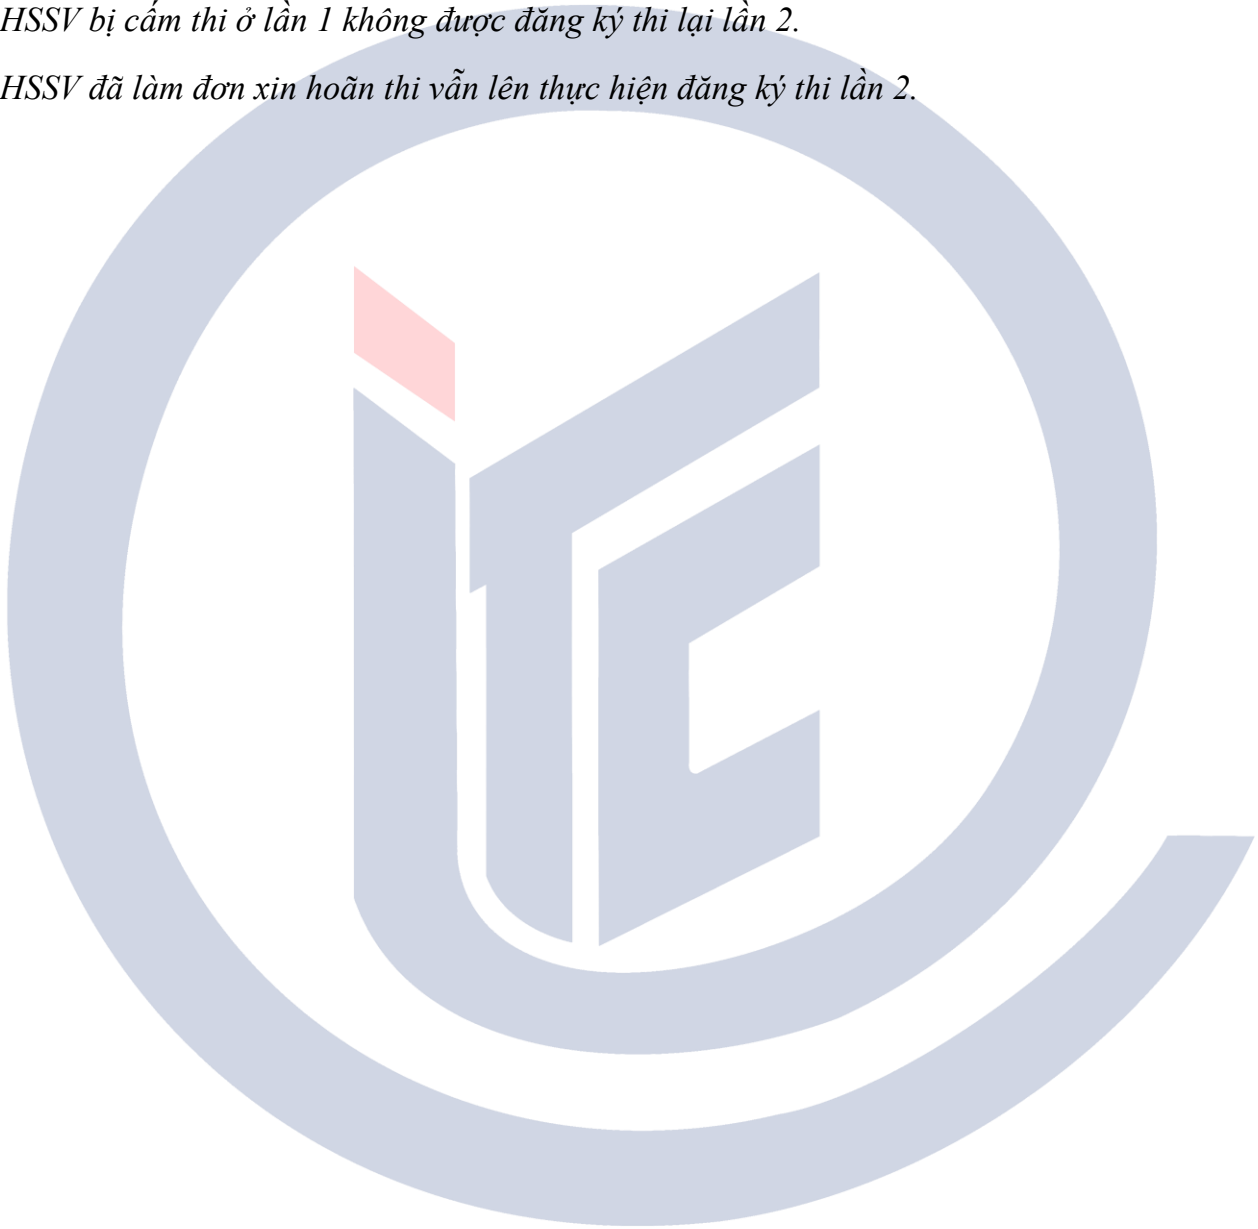 HSSV bị cấm thi ở lần 1 không được đăng ký thi lại lần 2.
HSSV đã làm đơn xin hoãn thi vẫn lên thực hiện đăng ký thi lần 2.
iTC